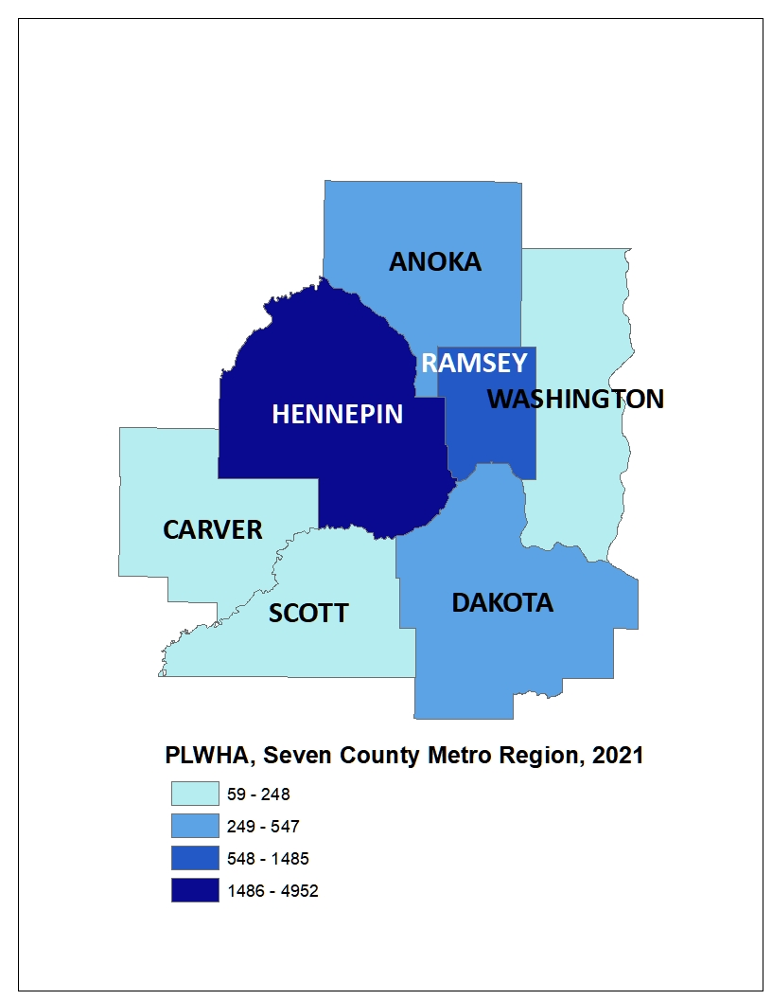 ANOKA
RAMSEY
WASHINGTON
HENNEPIN
CARVER
SCOTT
DAKOTA
PLWHA, Seven County Metro Region, 2021
59 - 248
249 - 547
548 - 1485
1486 - 4952